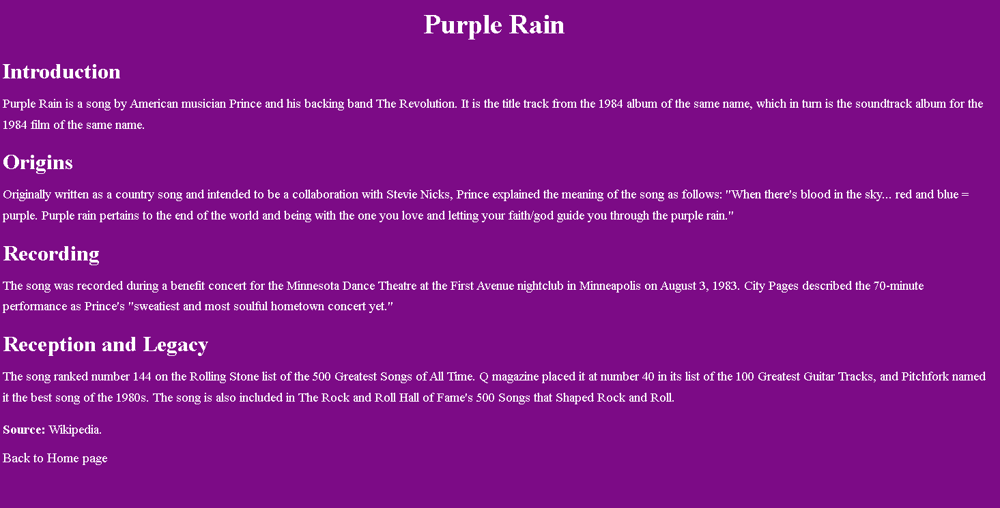 Purple Rain
Introduction
Purple Rain is a song by American musician Prince and his backing band The Revolution. It is the title track from the 1984 album of the same name, which in turn is the soundtrack album for the
1984 film of the same name.
Origins
Originally written as a country song and intended to be a collaboration with Stevie Nicks, Prince explained the meaning of the song as follows: "When there's blood in the sky... red and blue =
purple. Purple rain pertains to the end of the world and being with the one you love and letting your faith/god guide you through the purple rain."
Recording
The song was recorded during a benefit concert for the Minnesota Dance Theatre at the First Avenue nightclub in Minneapolis on August 3, 1983. City Pages described the 70-minute
performance as Prince's "sweatiest and most soulful hometown concert yet."
Reception and Legacy
The song ranked number 144 on the Rolling Stone list of the 500 Greatest Songs of All Time. Q magazine placed it at number 40 in its list of the 100 Greatest Guitar Tracks, and Pitchfork named
it the best song of the 1980s. The song is also included in The Rock and Roll Hall of Fame's 500 Songs that Shaped Rock and Roll.
Source: Wikipedia.
Back to Home page